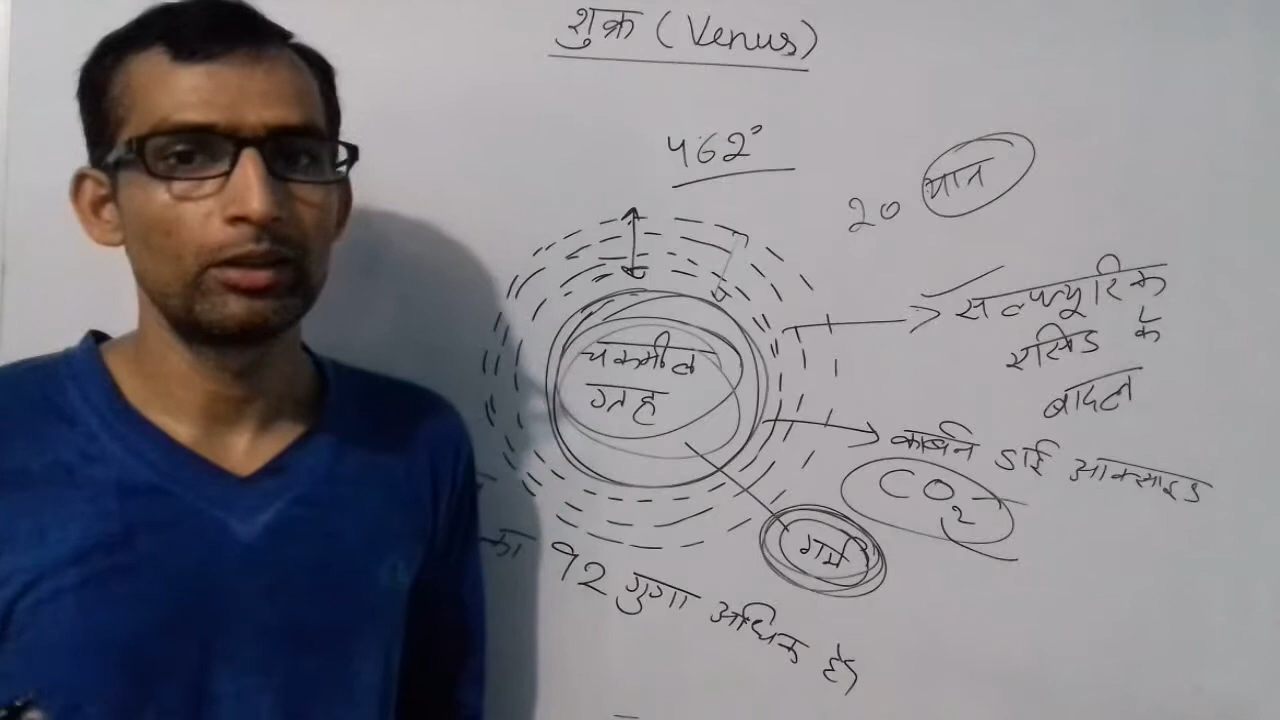 शुक्र (Venus)
462°
20 मान
चमकीला
ग्रह
सल्फ्यूरिक
एसिड के
बादल
कार्बन डाई आक्साइड
CO2
गर्म
का 92 गुणा अधिक है